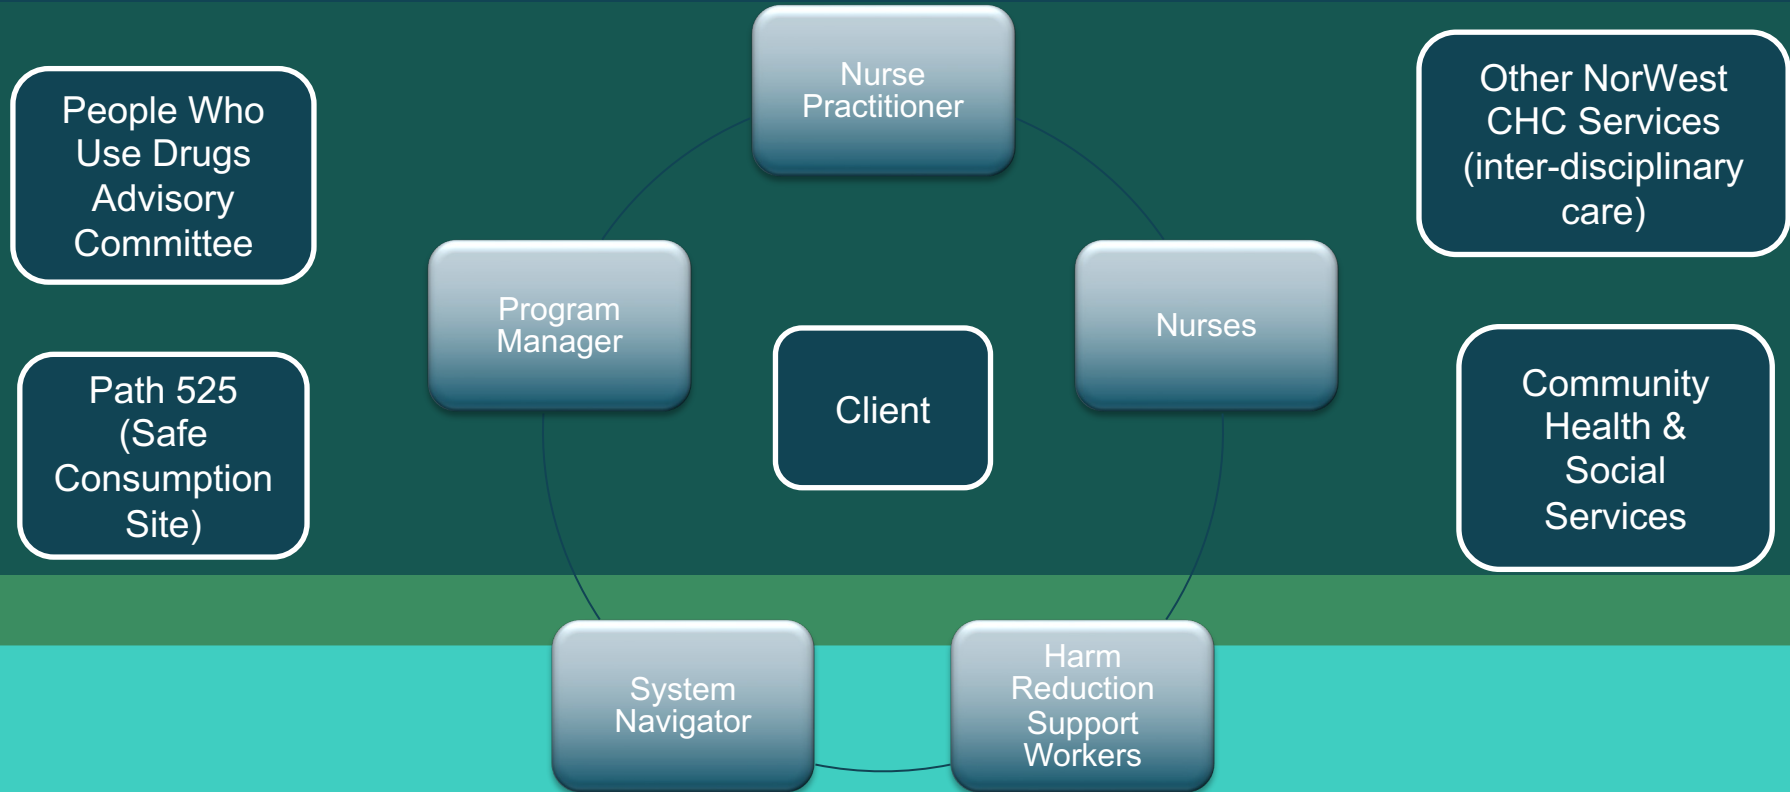 Nurse
Practitioner
People Who
Use Drugs
Advisory
Committee
Other NorWest
CHC Services
(inter-disciplinary
care)
Program
Manager
Nurses
Client
Path 525
(Safe
Consumption
Site)
Community
Health &
Social
Services
System
Navigator
Harm
Reduction
Support
Workers